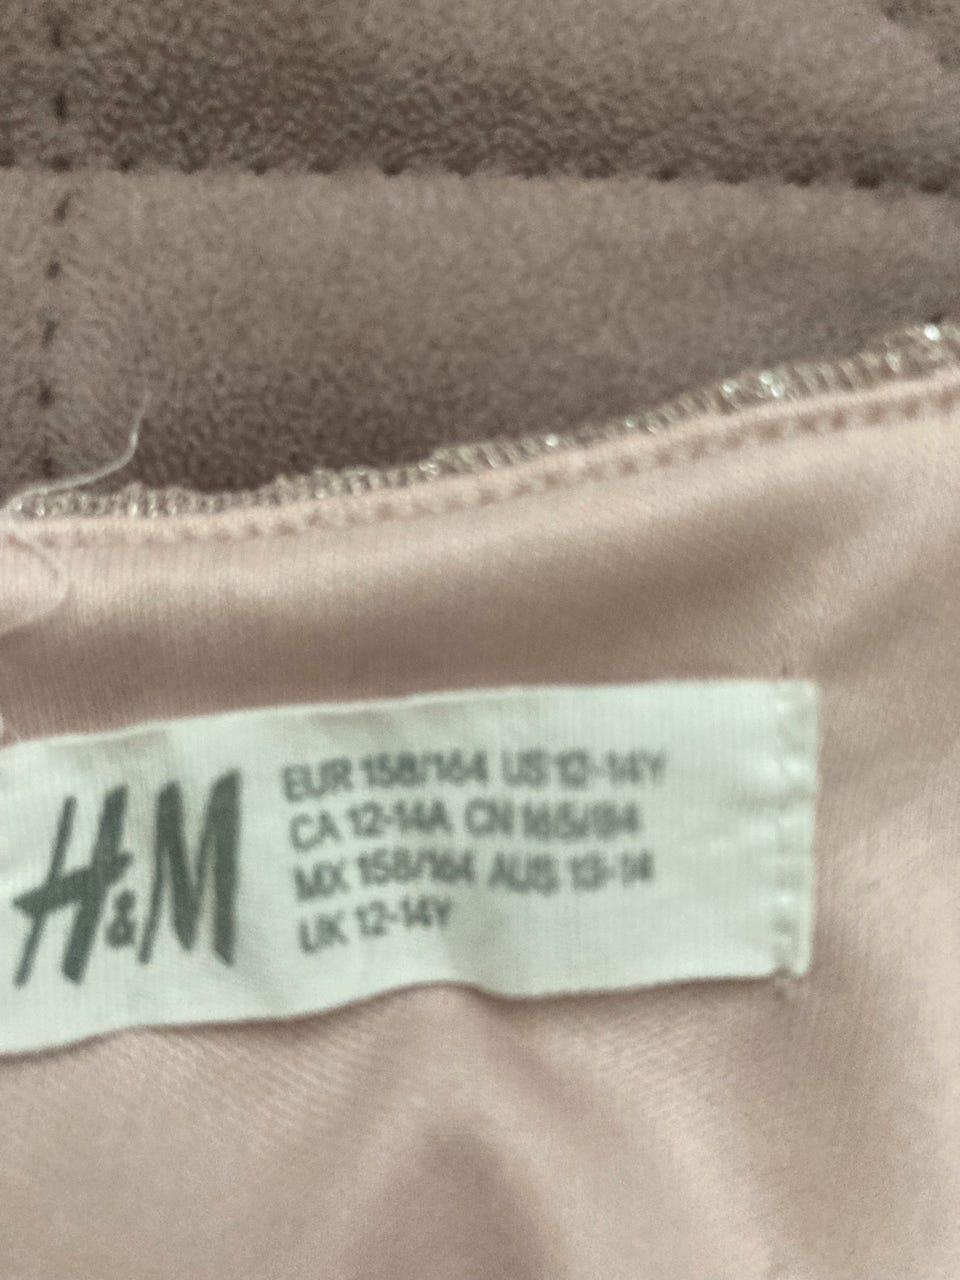 H&M
EUR 158/164 US 12-14Y
CA 12-14A CN 165/84
MX 158/164 AUS 13-14
UK 12-14Y